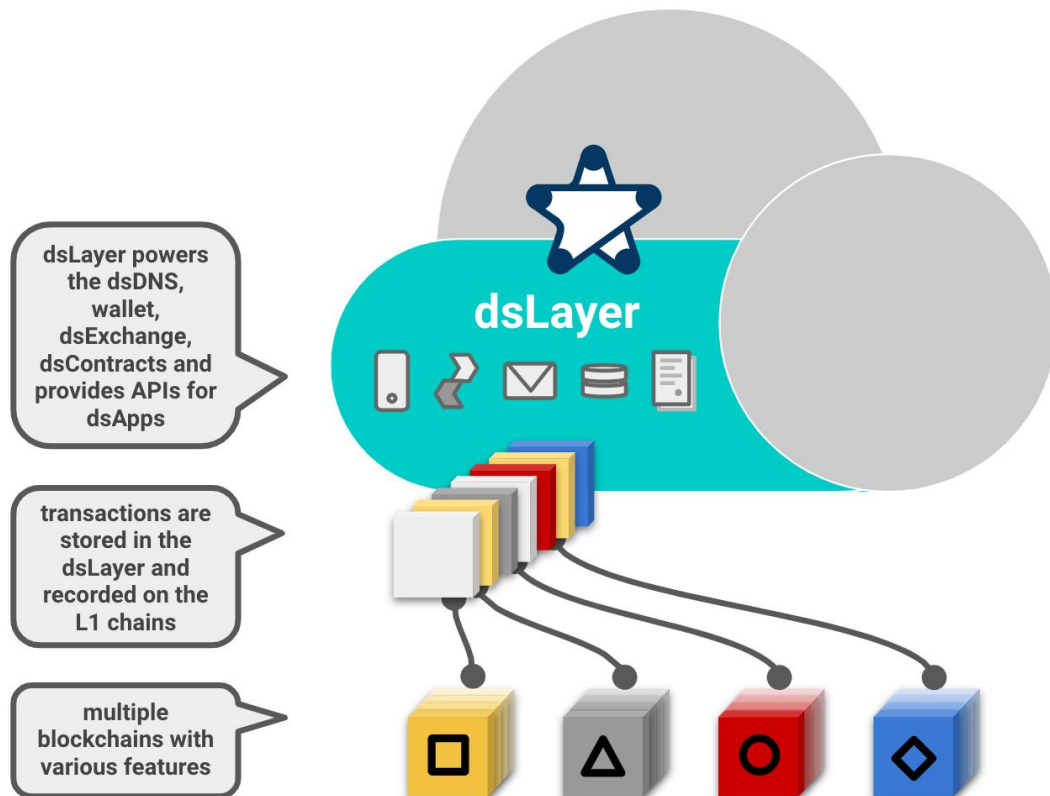 dsLayer powers
the dsDNS,
wallet,
dsExchange,
dsContracts and
provides APIs for
dsApps
dsLayer
transactions are
stored in the
dsLayer and
recorded on the
L1 chains
multiple
blockchains with
various features